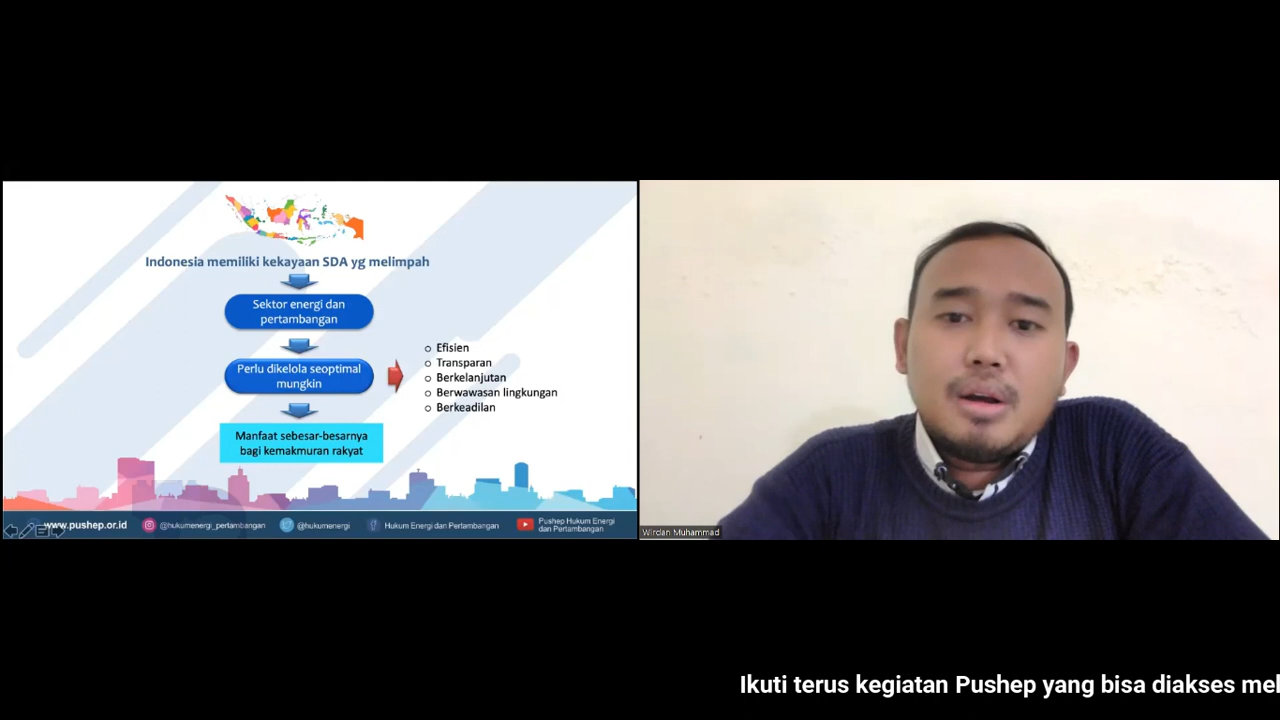 Indonesia memiliki kekayaan SDA yg melimpah
Sektor energi dan
pertambangan
Perlu dikelola seoptimal
mungkin
Efisien
Transparan
Berkelanjutan
Berwawasan lingkungan
Berkeadilan
Manfaat sebesar-besarnya
bagi kemakmuran rakyat
www.pushep.or.id
@hukumenergi_pertambangan
@hukumenergi
Hukum Energi dan Pertambangan
Pushep Hukum Energi
dan Pertambangan
Wirdan Muhammad
Ikuti terus kegiatan Pushep yang bisa diakses mel